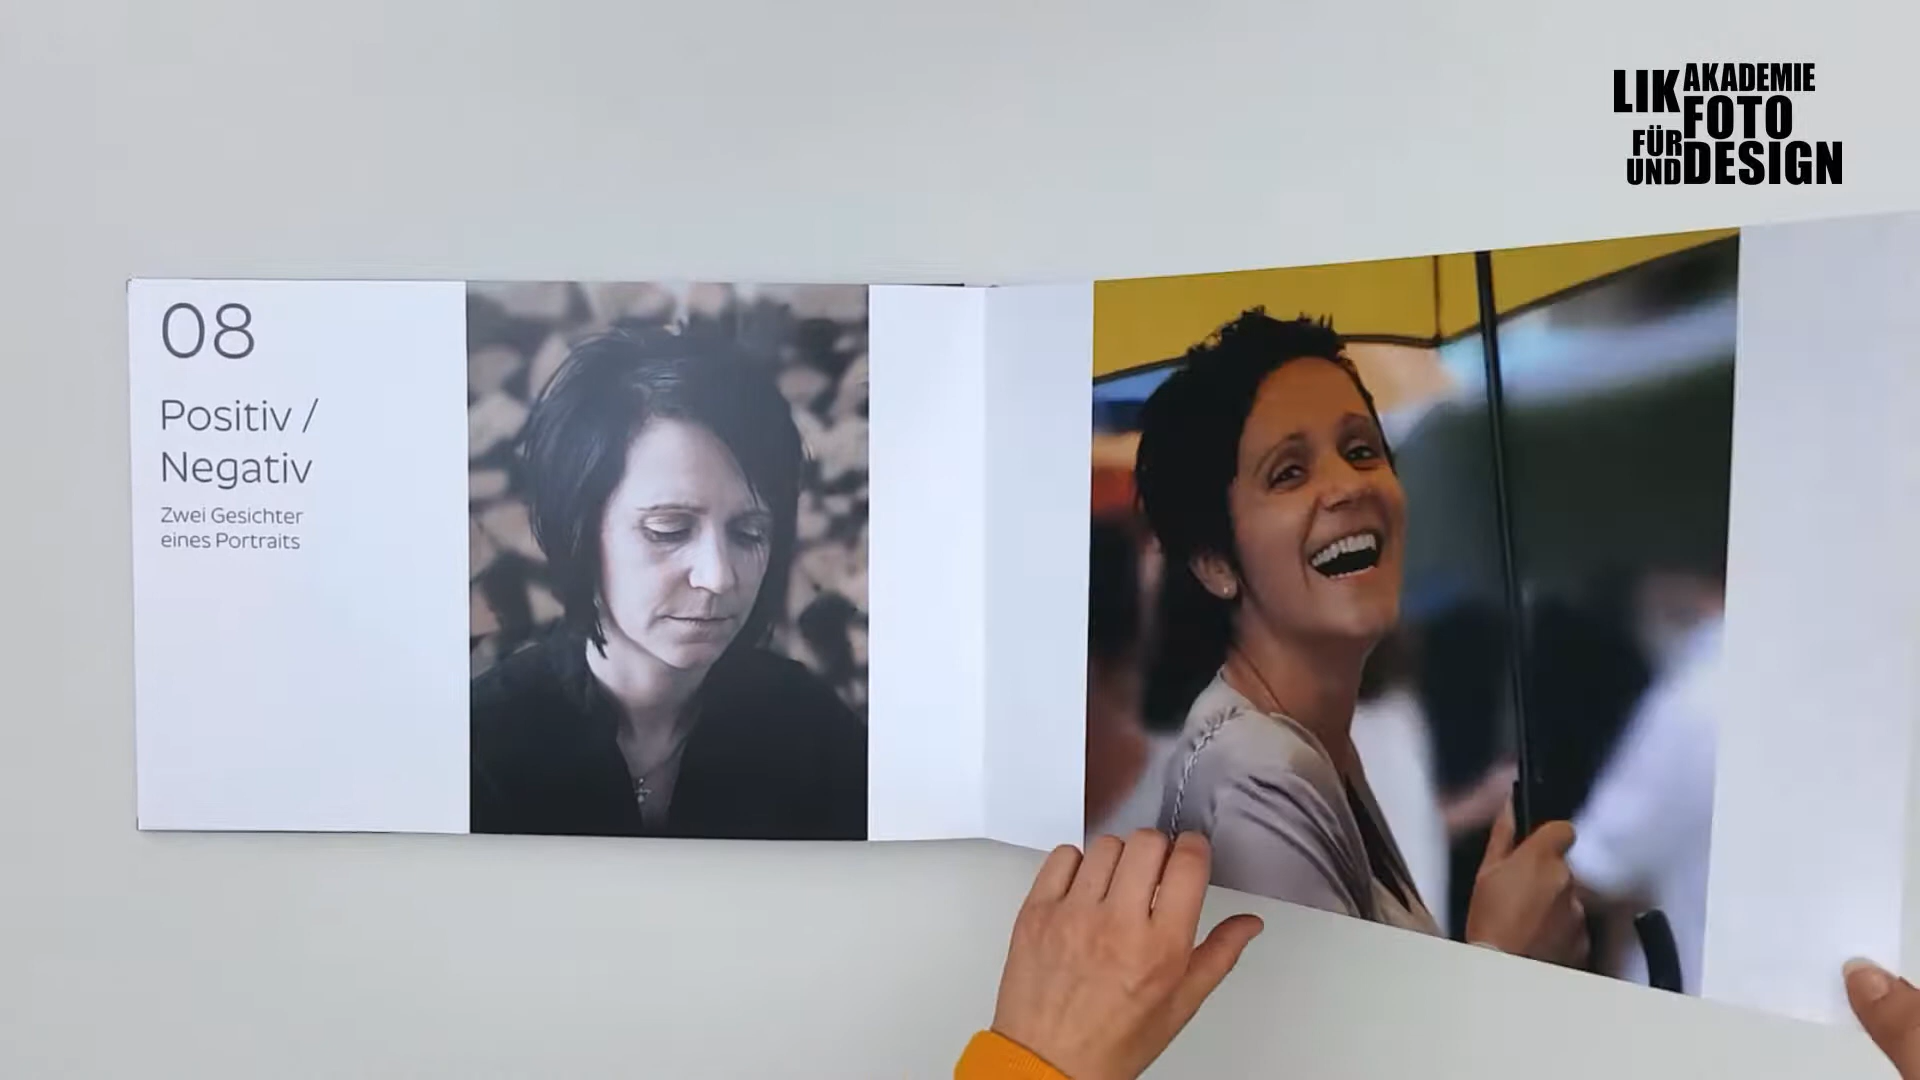 08
Positiv /
Negativ
Zwei Gesichter
eines Portraits
LIK AKADEMIE
FÜR FOTO
UND DESIGN